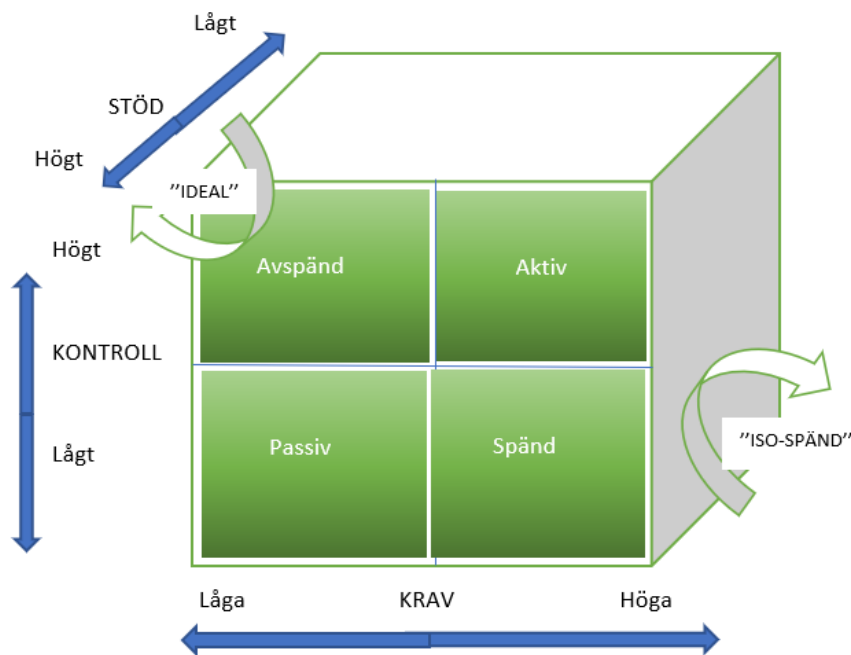 Lågt
STÖD
Högt
”IDEAL”
Högt
Avspänd
Aktiv
KONTROLL
Lågt
Passiv
Spänd
”ISO-SPÄND”
Låga
KRAV
Höga